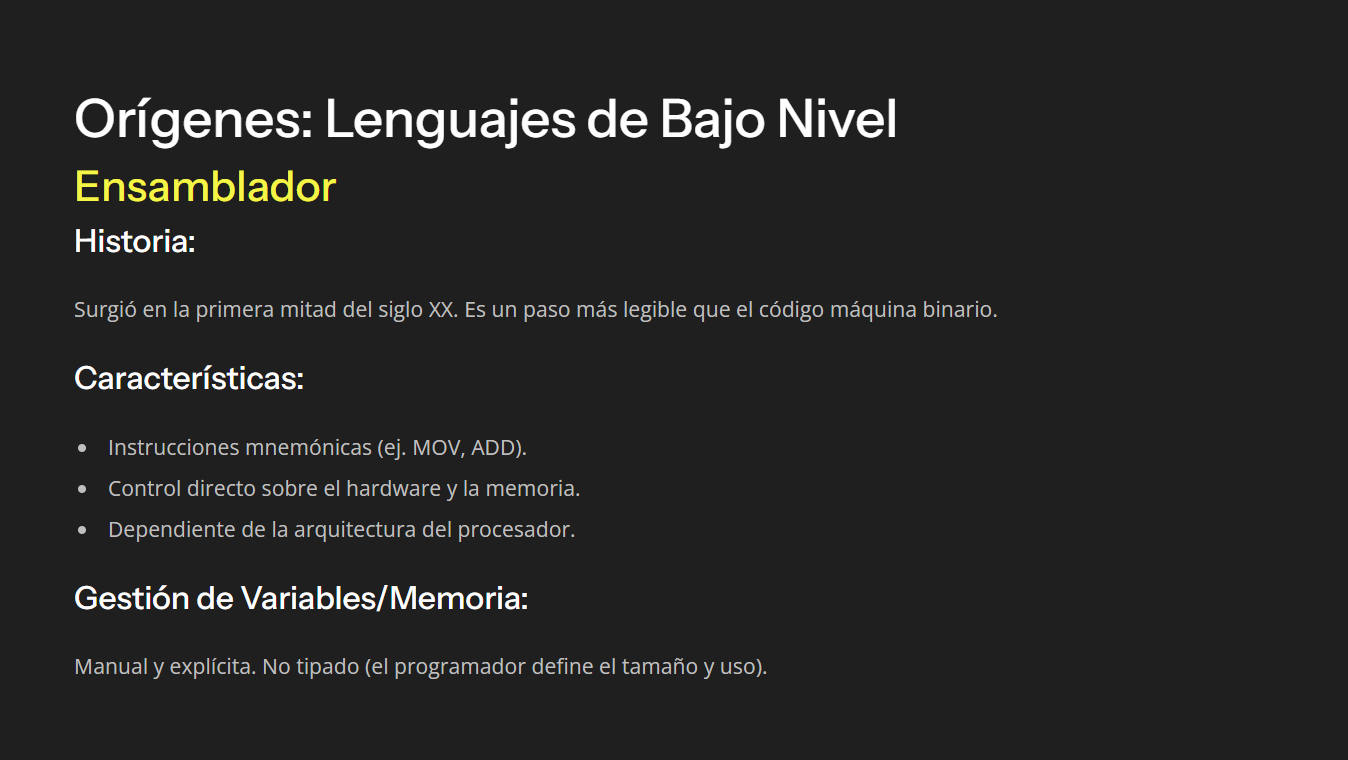 Orígenes: Lenguajes de Bajo Nivel
Ensamblador
Historia:
Surgió en la primera mitad del siglo XX. Es un paso más legible que el código máquina binario.
Características:
• Instrucciones mnemónicas (ej. MOV, ADD).
• Control directo sobre el hardware y la memoria.
• Dependiente de la arquitectura del procesador.
Gestión de Variables/Memoria:
Manual y explícita. No tipado (el programador define el tamaño y uso).